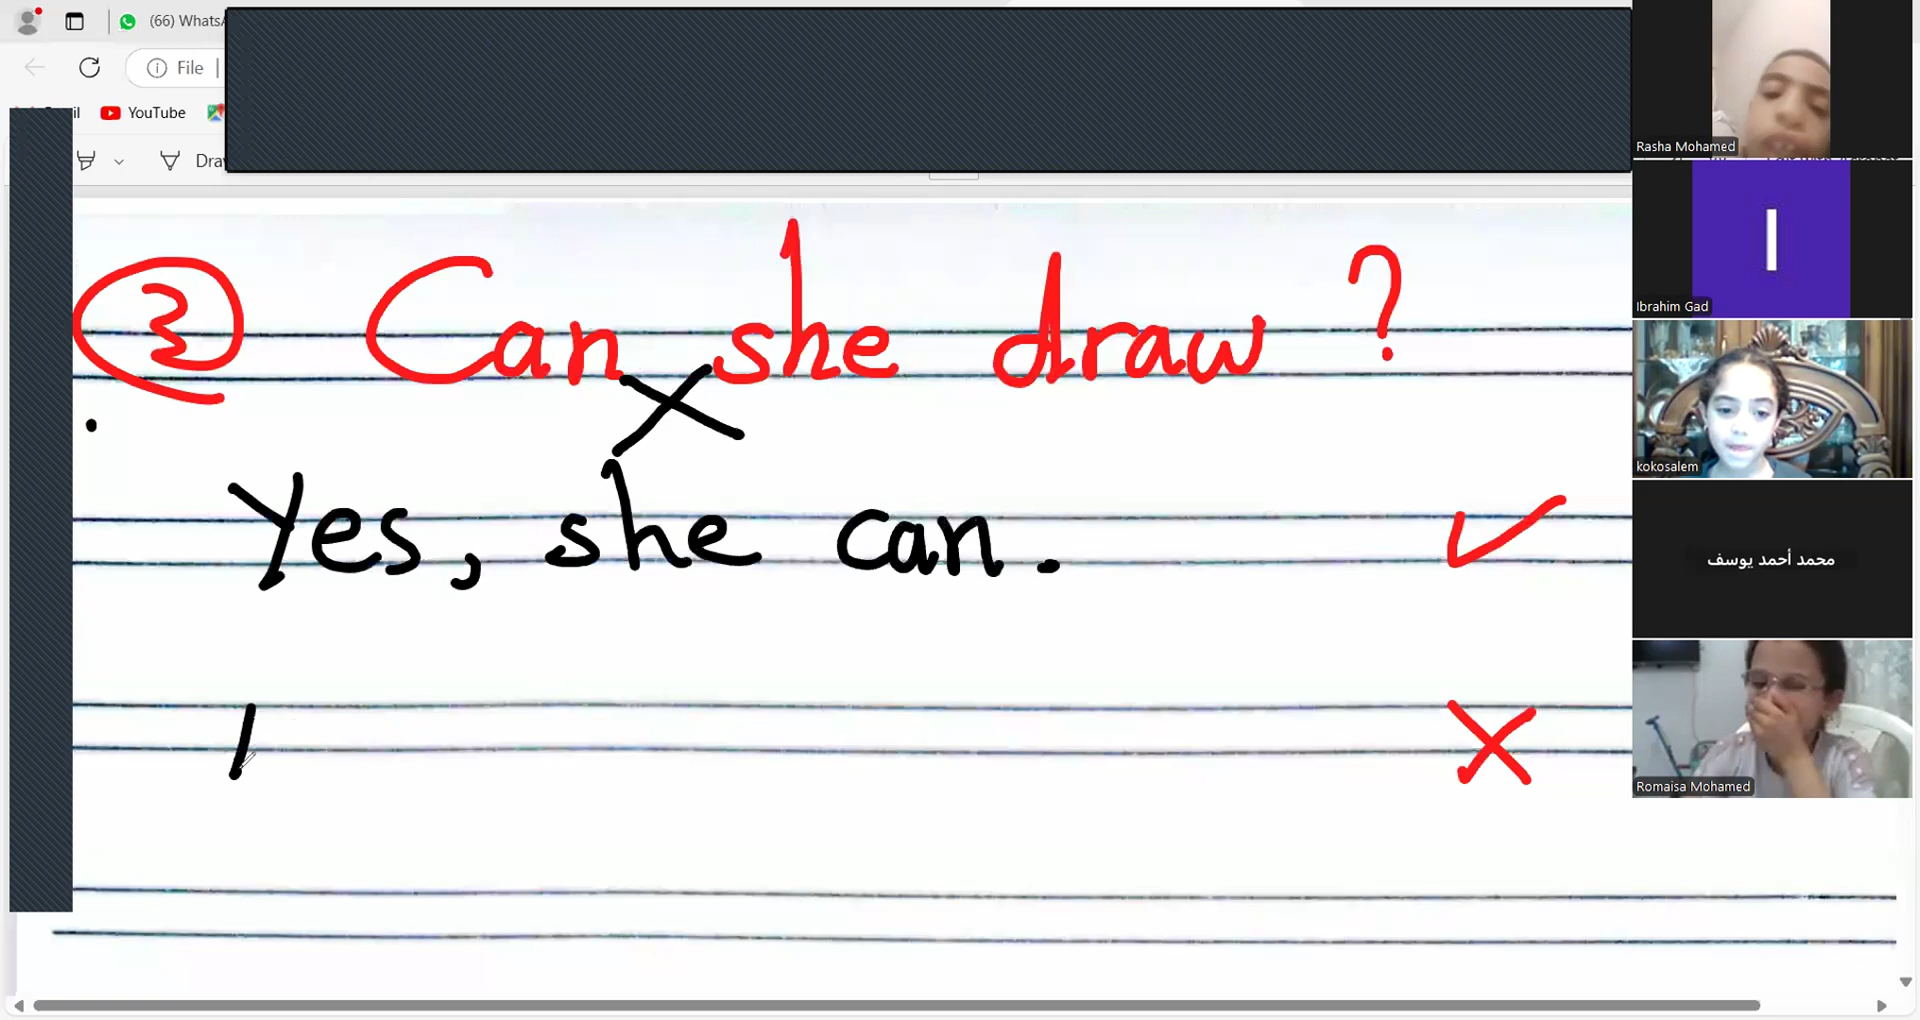 (66) WhatsA
File
YouTube
Draw
3 Can she draw ?
Yes, she can.
Rasha Mohamed
I
Ibrahim Gad
kokosalem
محمد أحمد يوسف
Romaisa Mohamed